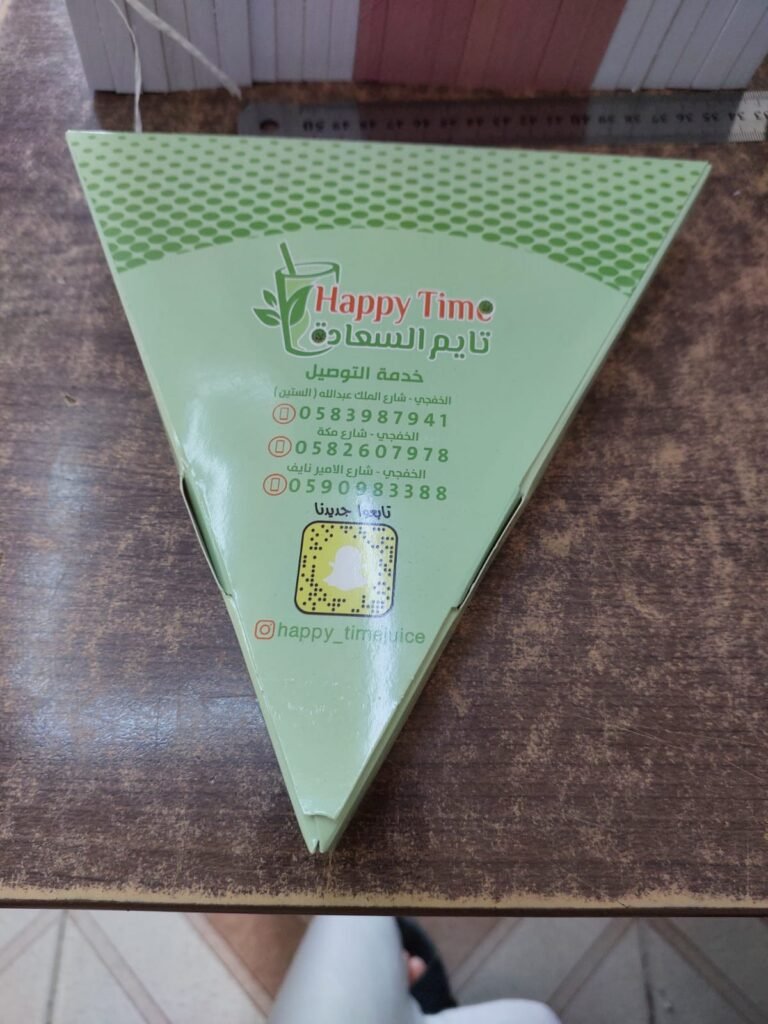 Happy Time
تايم السعادة
خدمة التوصيل
الخفجي - شارع الملك عبدالله ( الستين )
0583987941
الخفجي - شارع مكة
0582607978
الخفجي - شارع الامير نايف
0590983388
تابعوا جديدنا
happy_timejuice